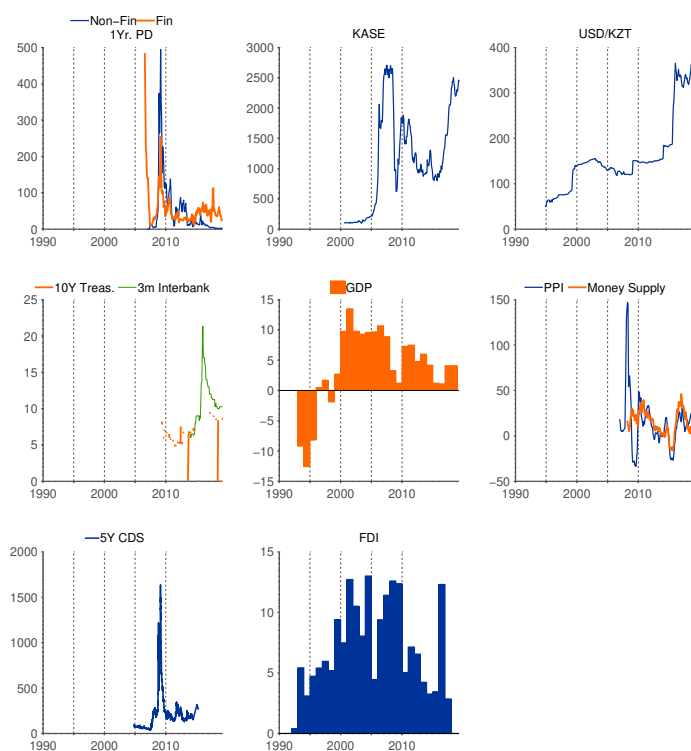 Non-Fin Fin
1Yr. PD
500
400
300
200
100
0
1990 2000 2010
KASE
3000
2500
2000
1500
1000
500
0
1990 2000 2010
USD/KZT
400
300
200
100
0
1990 2000 2010
10Y Treas. 3m Interbank
25
20
15
10
5
0
1990 2000 2010
GDP
15
10
5
0
−5
−10
−15
1990 2000 2010
PPI Money Supply
150
100
50
0
−50
1990 2000 2010
5Y CDS
2000
1500
1000
500
0
1990 2000 2010
FDI
15
10
5
0
1990 2000 2010